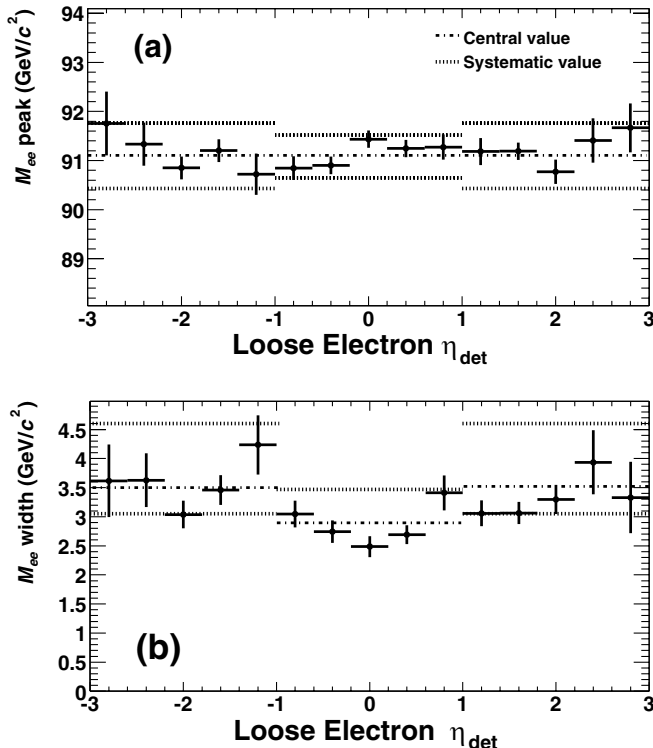 94
93
92
91
90
89
M_ee peak (GeV/c²)
(a)
Central value
Systematic value
-3 -2 -1 0 1 2 3
Loose Electron η_det
4.5
4
3.5
3
2.5
2
1.5
1
0.5
0
M_ee width (GeV/c²)
(b)
-3 -2 -1 0 1 2 3
Loose Electron η_det